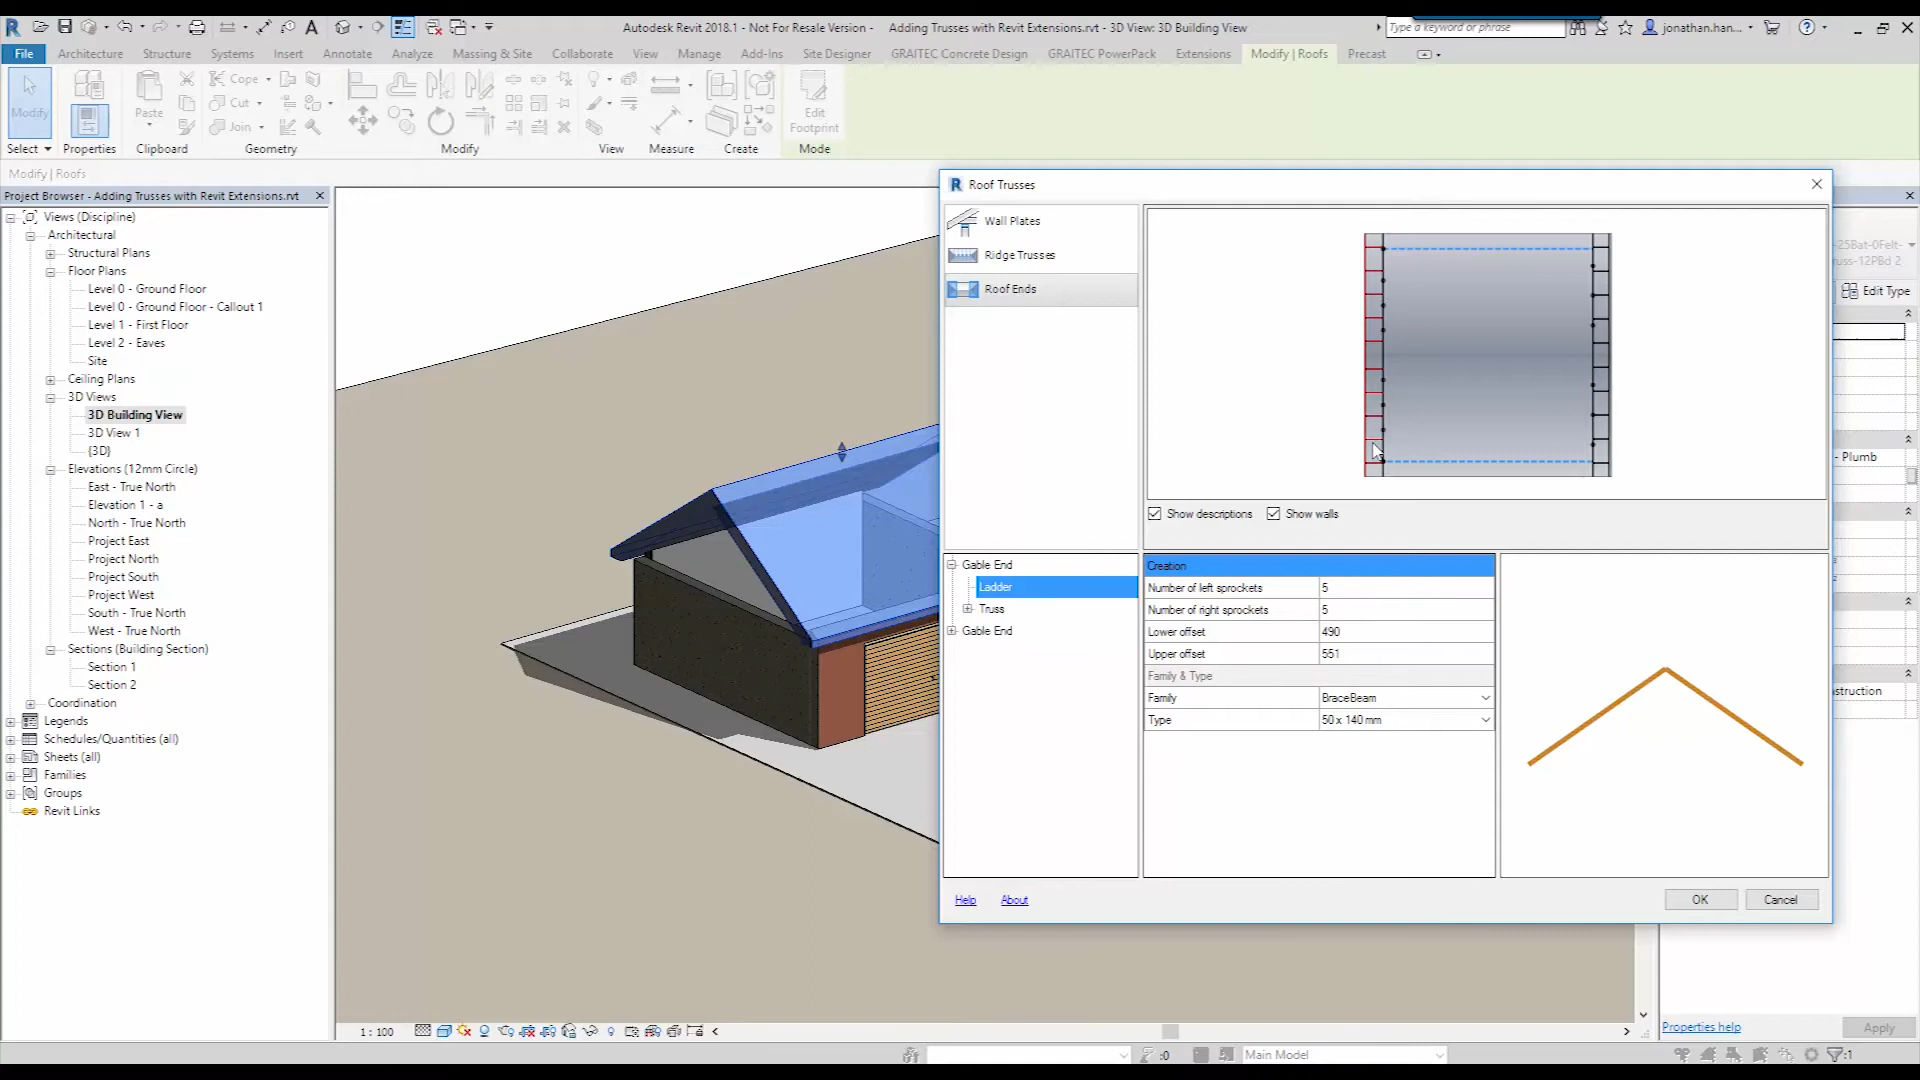 Autodesk Revit 2018.1 - Not For Resale Version - Adding Trusses with Revit Extensions.rvt - 3D View: 3D Building View
Type a keyword or phrase
jonathan.han...
File Architecture Structure Systems Insert Annotate Analyze Massing & Site Collaborate View Manage Add-Ins Site Designer GRAITEC Concrete Design GRAITEC PowerPack Extensions Modify | Roofs Precast
Modify
Paste
Cope
Cut
Join
Edit
Footprint
Select Properties Clipboard Geometry Modify View Measure Create Mode
Modify | Roofs
Project Browser - Adding Trusses with Revit Extensions.rvt
Views (Discipline)
Architectural
Structural Plans
Floor Plans
Level 0 - Ground Floor
Level 0 - Ground Floor - Callout 1
Level 1 - First Floor
Level 2 - Eaves
Site
Ceiling Plans
3D Views
3D Building View
3D View 1
{3D}
Elevations (12mm Circle)
East - True North
Elevation 1 - a
North - True North
Project East
Project North
Project South
Project West
South - True North
West - True North
Sections (Building Section)
Section 1
Section 2
Coordination
Legends
Schedules/Quantities (all)
Sheets (all)
Families
Groups
Revit Links
Roof Trusses
Wall Plates
Ridge Trusses
Roof Ends
Show descriptions Show walls
Gable End
Ladder
Truss
Gable End
Creation
Number of left sprockets 5
Number of right sprockets 5
Lower offset 490
Upper offset 551
Family & Type
Family BraceBeam
Type 50 x 140 mm
Help About
OK Cancel
-25Bat-0Felt-
russ-12PBd 2
Edit Type
- Plumb
struction
Properties help Apply
1 : 100
:0
Main Model
:1